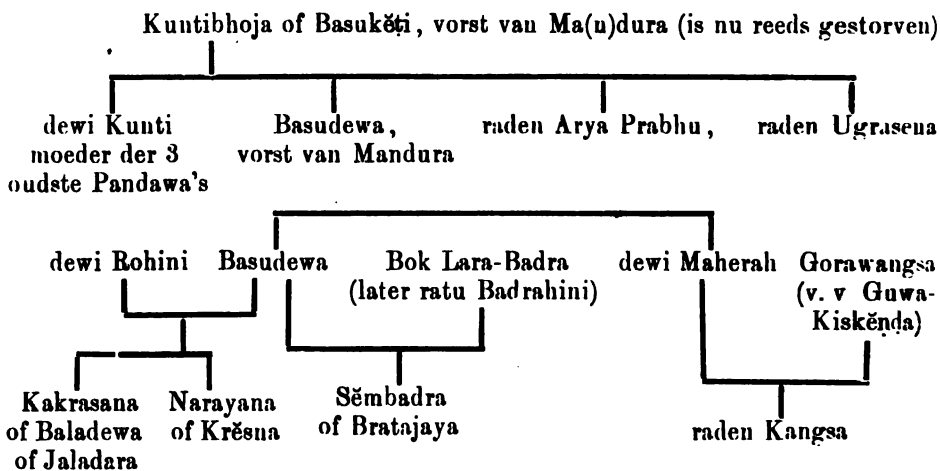 Kuntibhoja of Basukĕṭi, vorst van Ma(n)dura (is nu reeds gestorven)
dewi Kunti Basudewa, raden Arya Prabhu, raden Ugrasena
moeder der 3 vorst van Mandura
oudste Pandawa's
dewi Rohini Basudewa Bok Lara-Badra dewi Maherah Gorawangsa
(later ratu Badrahini) (v. v Guwa-
Kiskĕṇḍa)
Kakrasana Narayana Sĕmbadra
of Baladewa of Krĕsna of Bratajaya raden Kangsa
of Jaladara